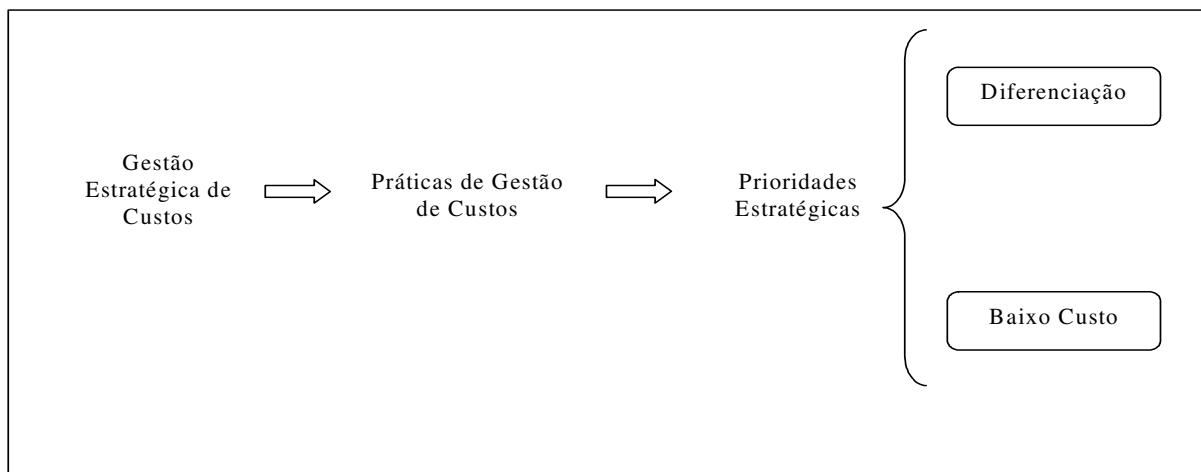 Gestão
Estratégica de
Custos
Práticas de Gestão
de Custos
Prioridades
Estratégicas
Diferenciação
Baixo Custo